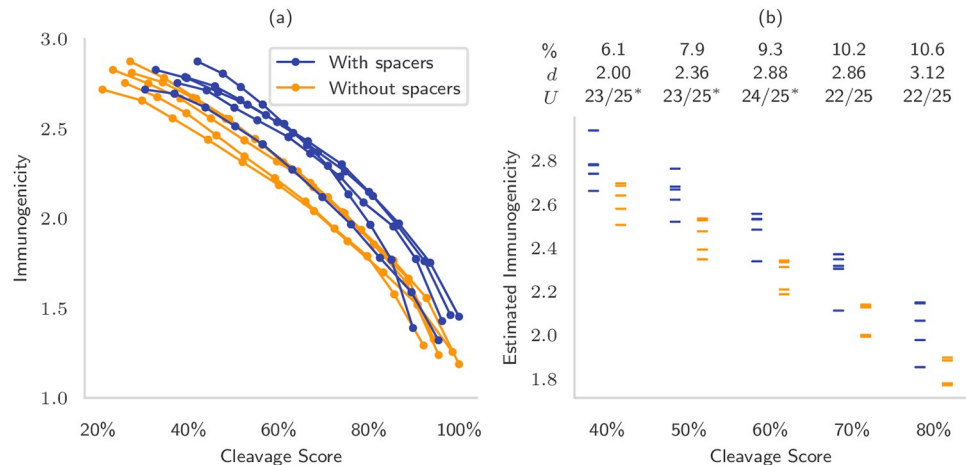 (a)
3.0
2.5
2.0
1.5
1.0
Immunogenicity
With spacers
Without spacers
20% 40% 60% 80% 100%
Cleavage Score
(b)
% 6.1 7.9 9.3 10.2 10.6
d 2.00 2.36 2.88 2.86 3.12
U 23/25* 23/25* 24/25* 22/25 22/25
2.8
2.6
2.4
2.2
2.0
1.8
Estimated Immunogenicity
40% 50% 60% 70% 80%
Cleavage Score